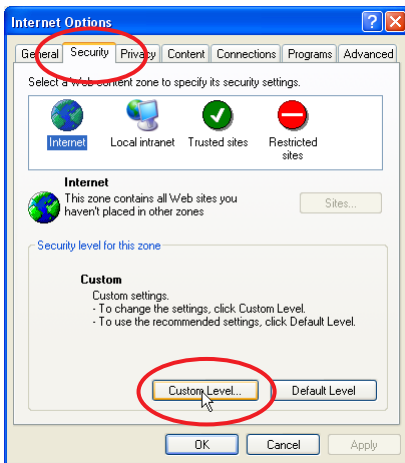 Internet Options
General Security Privacy Content Connections Programs Advanced
Select a Web content zone to specify its security settings.
Internet Local intranet Trusted sites Restricted sites
Internet
This zone contains all Web sites you
haven't placed in other zones
Sites...
Security level for this zone
Custom
Custom settings.
- To change the settings, click Custom Level.
- To use the recommended settings, click Default Level.
Custom Level... Default Level
OK Cancel Apply